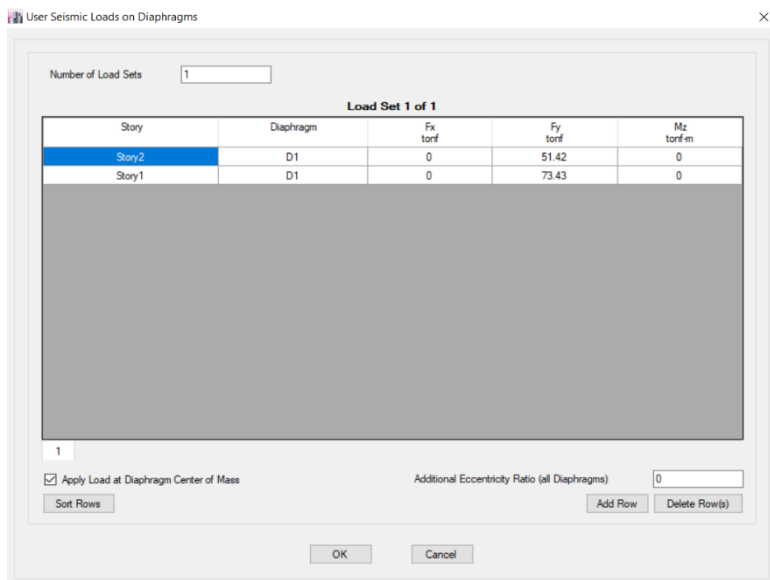 User Seismic Loads on Diaphragms
Number of Load Sets 1
Load Set 1 of 1
Story Diaphragm Fx tonf Fy tonf Mz tonf-m
Story2 D1 0 51.42 0
Story1 D1 0 73.43 0
1
Apply Load at Diaphragm Center of Mass Additional Eccentricity Ratio (all Diaphragms) 0
Sort Rows Add Row Delete Row(s)
OK Cancel